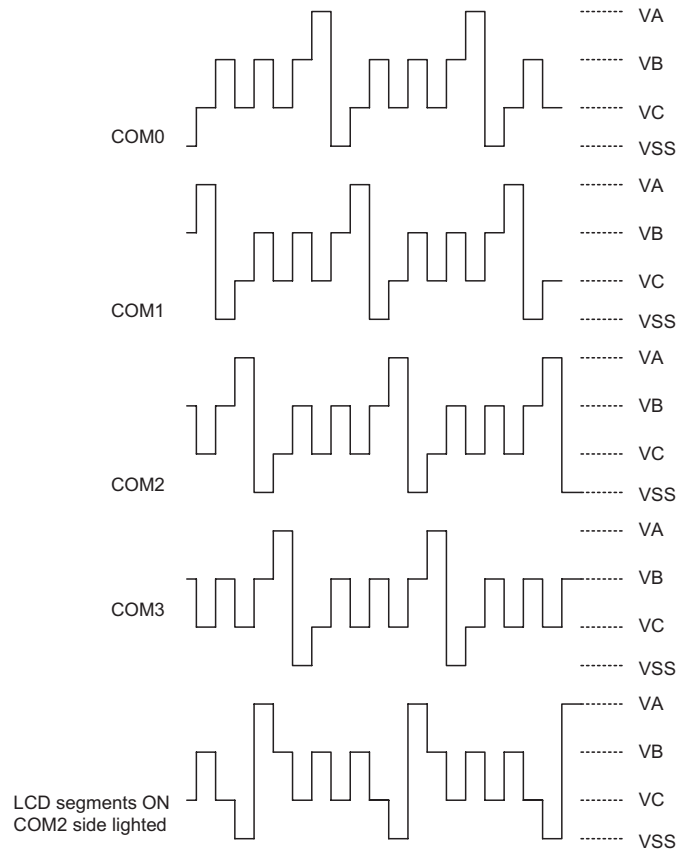 VA
VB
VC
COM0
VSS
VA
VB
VC
COM1
VSS
VA
VB
VC
COM2
VSS
VA
VB
COM3
VC
VSS
VA
VB
LCD segments ON
VC
COM2 side lighted
VSS